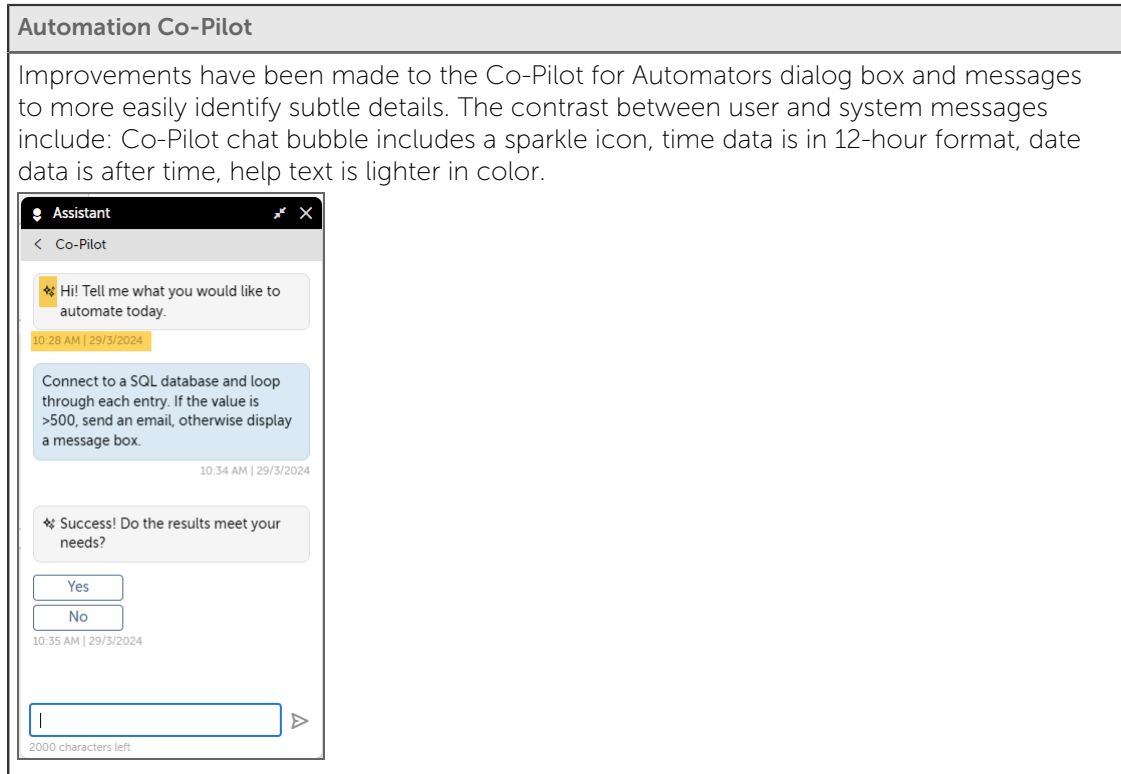 Automation Co-Pilot
Improvements have been made to the Co-Pilot for Automators dialog box and messages
to more easily identify subtle details. The contrast between user and system messages
include: Co-Pilot chat bubble includes a sparkle icon, time data is in 12-hour format, date
data is after time, help text is lighter in color.
Assistant
< Co-Pilot
Hi! Tell me what you would like to
automate today.
10:28 AM | 29/3/2024
Connect to a SQL database and loop
through each entry. If the value is
>500, send an email, otherwise display
a message box.
10:34 AM | 29/3/2024
Success! Do the results meet your
needs?
Yes
No
10:35 AM | 29/3/2024
2000 characters left